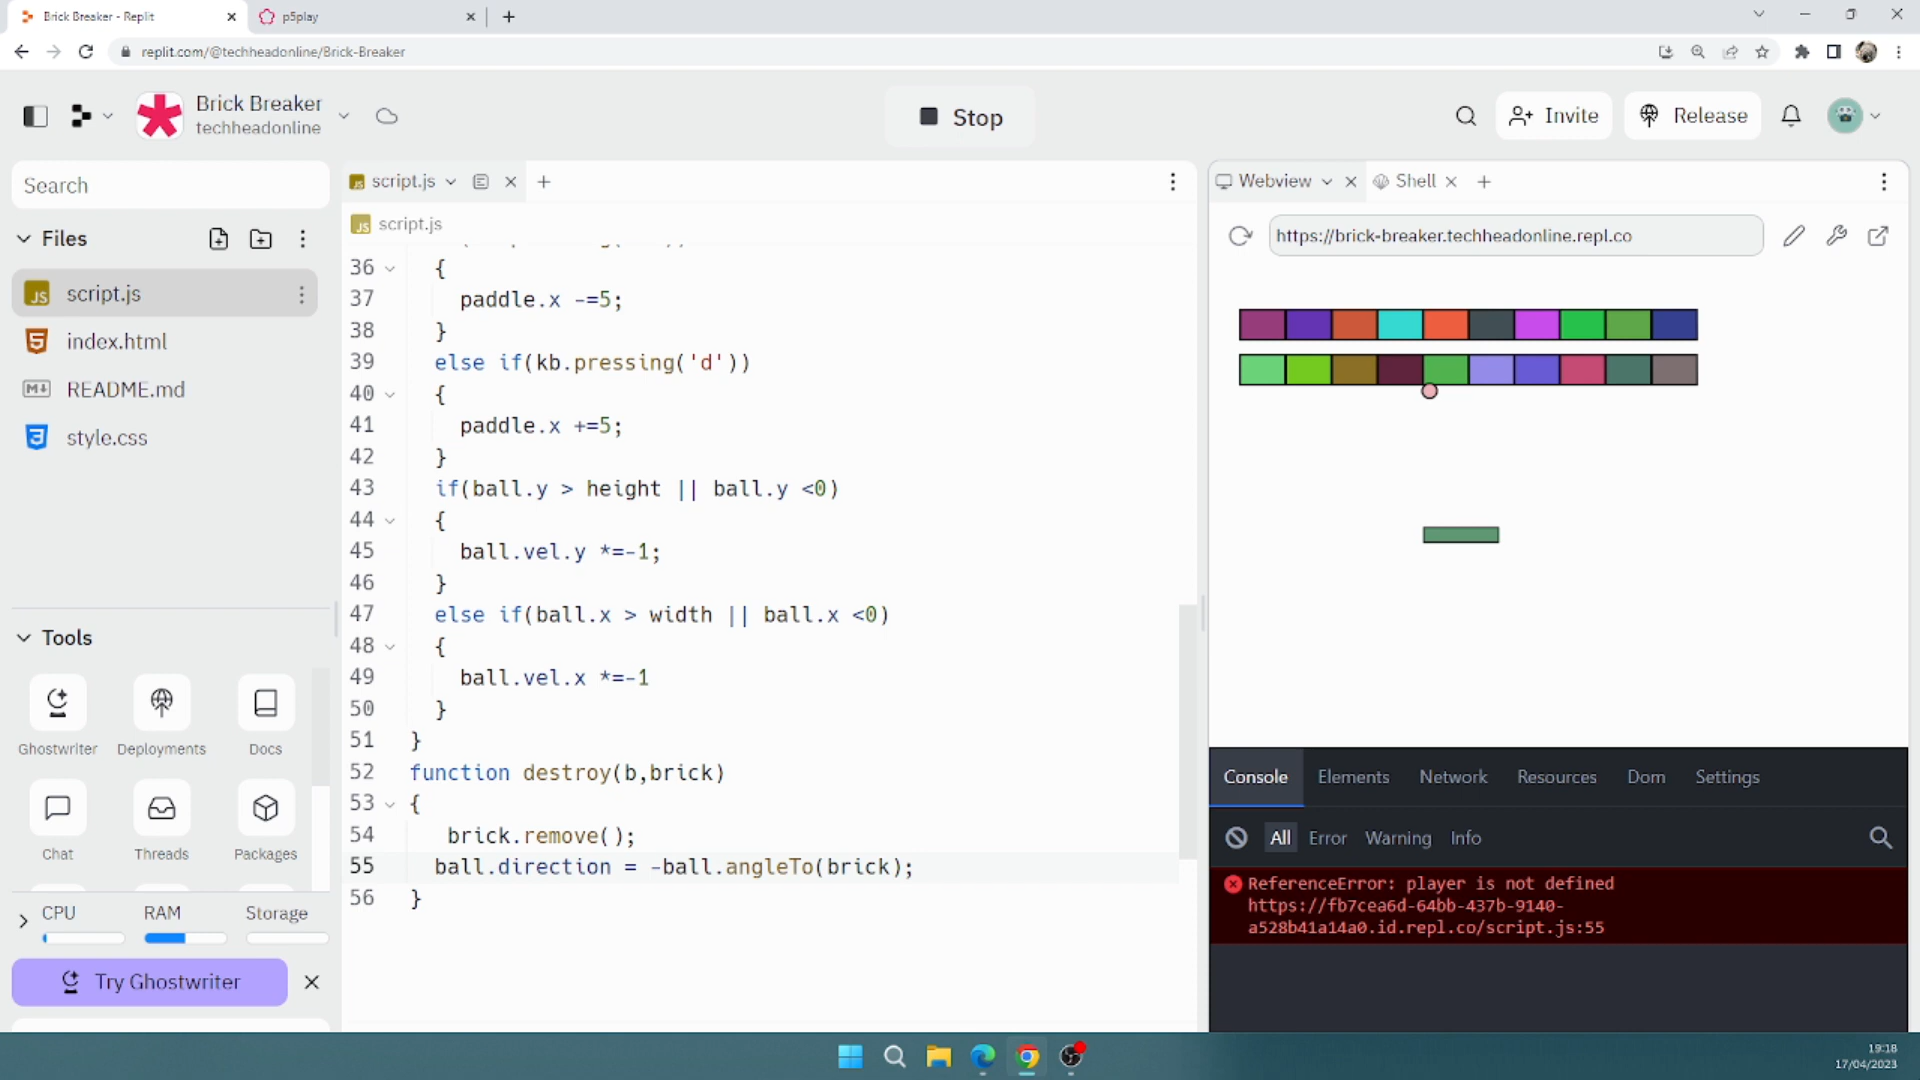 Brick Breaker - Replit
p5play
replit.com/@techheadonline/Brick-Breaker
Brick Breaker
techheadonline
Stop
Invite
Release
Search
Files
script.js
index.html
README.md
style.css
Tools
Ghostwriter
Deployments
Docs
Chat
Threads
Packages
CPU
RAM
Storage
Try Ghostwriter
script.js
script.js
36 {
37 paddle.x -=5;
38 }
39 else if(kb.pressing('d'))
40 {
41 paddle.x +=5;
42 }
43 if(ball.y > height || ball.y <0)
44 {
45 ball.vel.y *=-1;
46 }
47 else if(ball.x > width || ball.x <0)
48 {
49 ball.vel.x *=-1
50 }
51 }
52 function destroy(b,brick)
53 {
54 brick.remove();
55 ball.direction = -ball.angleTo(brick);
56 }
Webview
Shell
https://brick-breaker.techheadonline.repl.co
Console
Elements
Network
Resources
Dom
Settings
All
Error
Warning
Info
ReferenceError: player is not defined
https://fb7cea6d-64bb-437b-9140-
a528b41a14a0.id.repl.co/script.js:55
19:18
17/04/2023